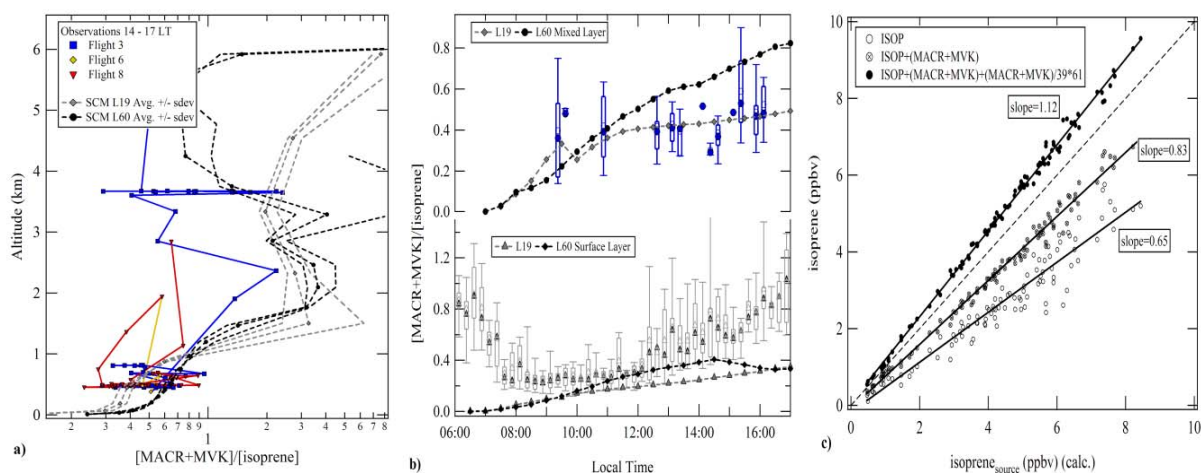 a)
Observations 14 - 17 LT
Flight 3
Flight 6
Flight 8
SCM L19 Avg. +/- sdev
SCM L60 Avg. +/- sdev
Altitude (km)
6
5
4
3
2
1
0
2 3 4 5 6 7 8 1 2 3 4 5 6 7 8
[MACR+MVK]/[isoprene]
b)
L19 L60 Mixed Layer
0.8
0.6
0.4
0.2
0.0
[MACR+MVK]/[isoprene]
L19 L60 Surface Layer
1.2
0.8
0.4
0.0
06:00 08:00 10:00 12:00 14:00 16:00
Local Time
c)
ISOP
ISOP+(MACR+MVK)
ISOP+(MACR+MVK)+(MACR+MVK)/39*61
slope=1.12
slope=0.83
slope=0.65
isoprene (ppbv)
10
8
6
4
2
0
0 2 4 6 8 10
isoprene source (ppbv) (calc.)